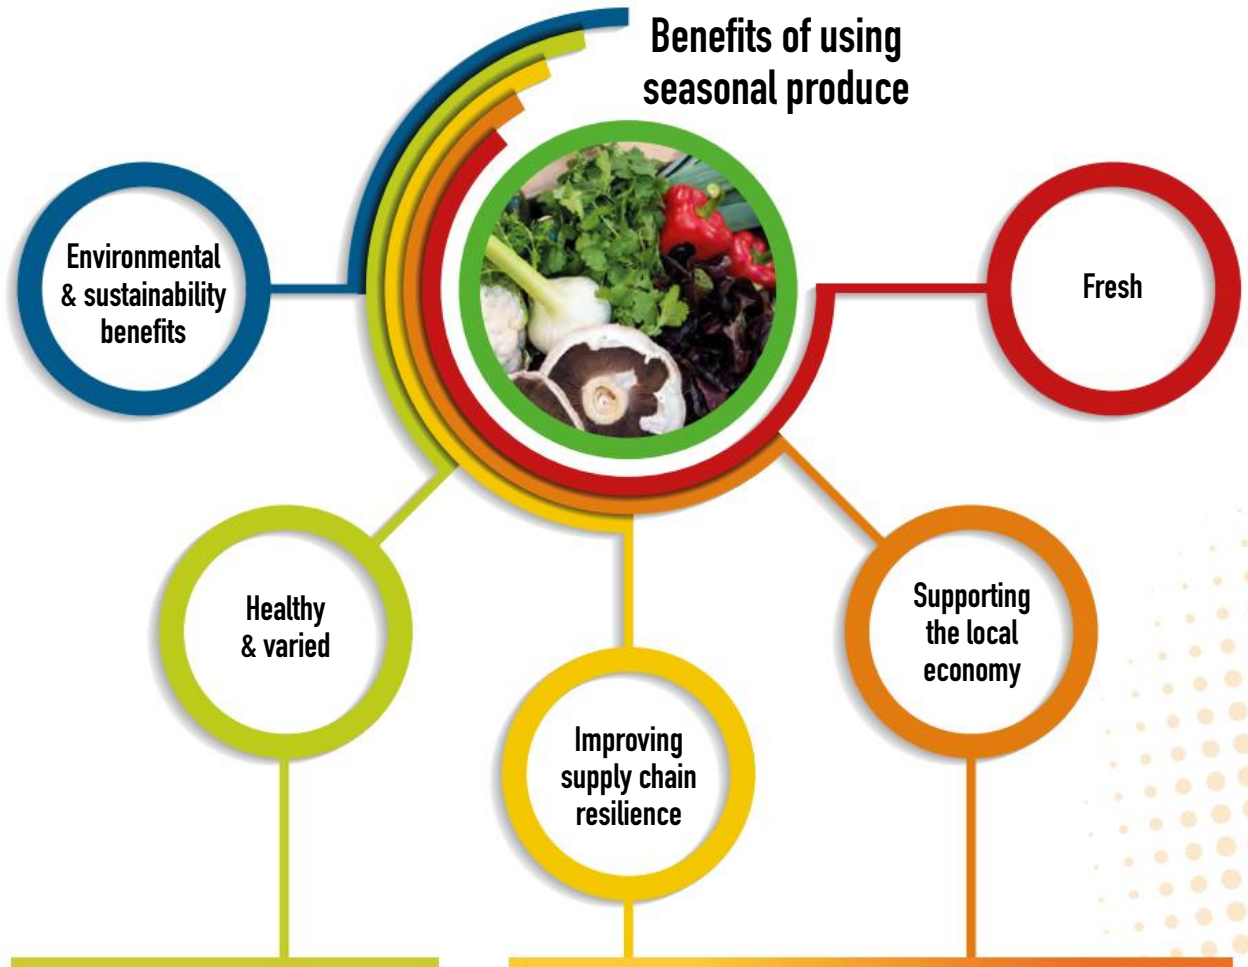 Benefits of using
seasonal produce
Environmental
& sustainability
benefits
Fresh
Healthy
& varied
Supporting
the local
economy
Improving
supply chain
resilience